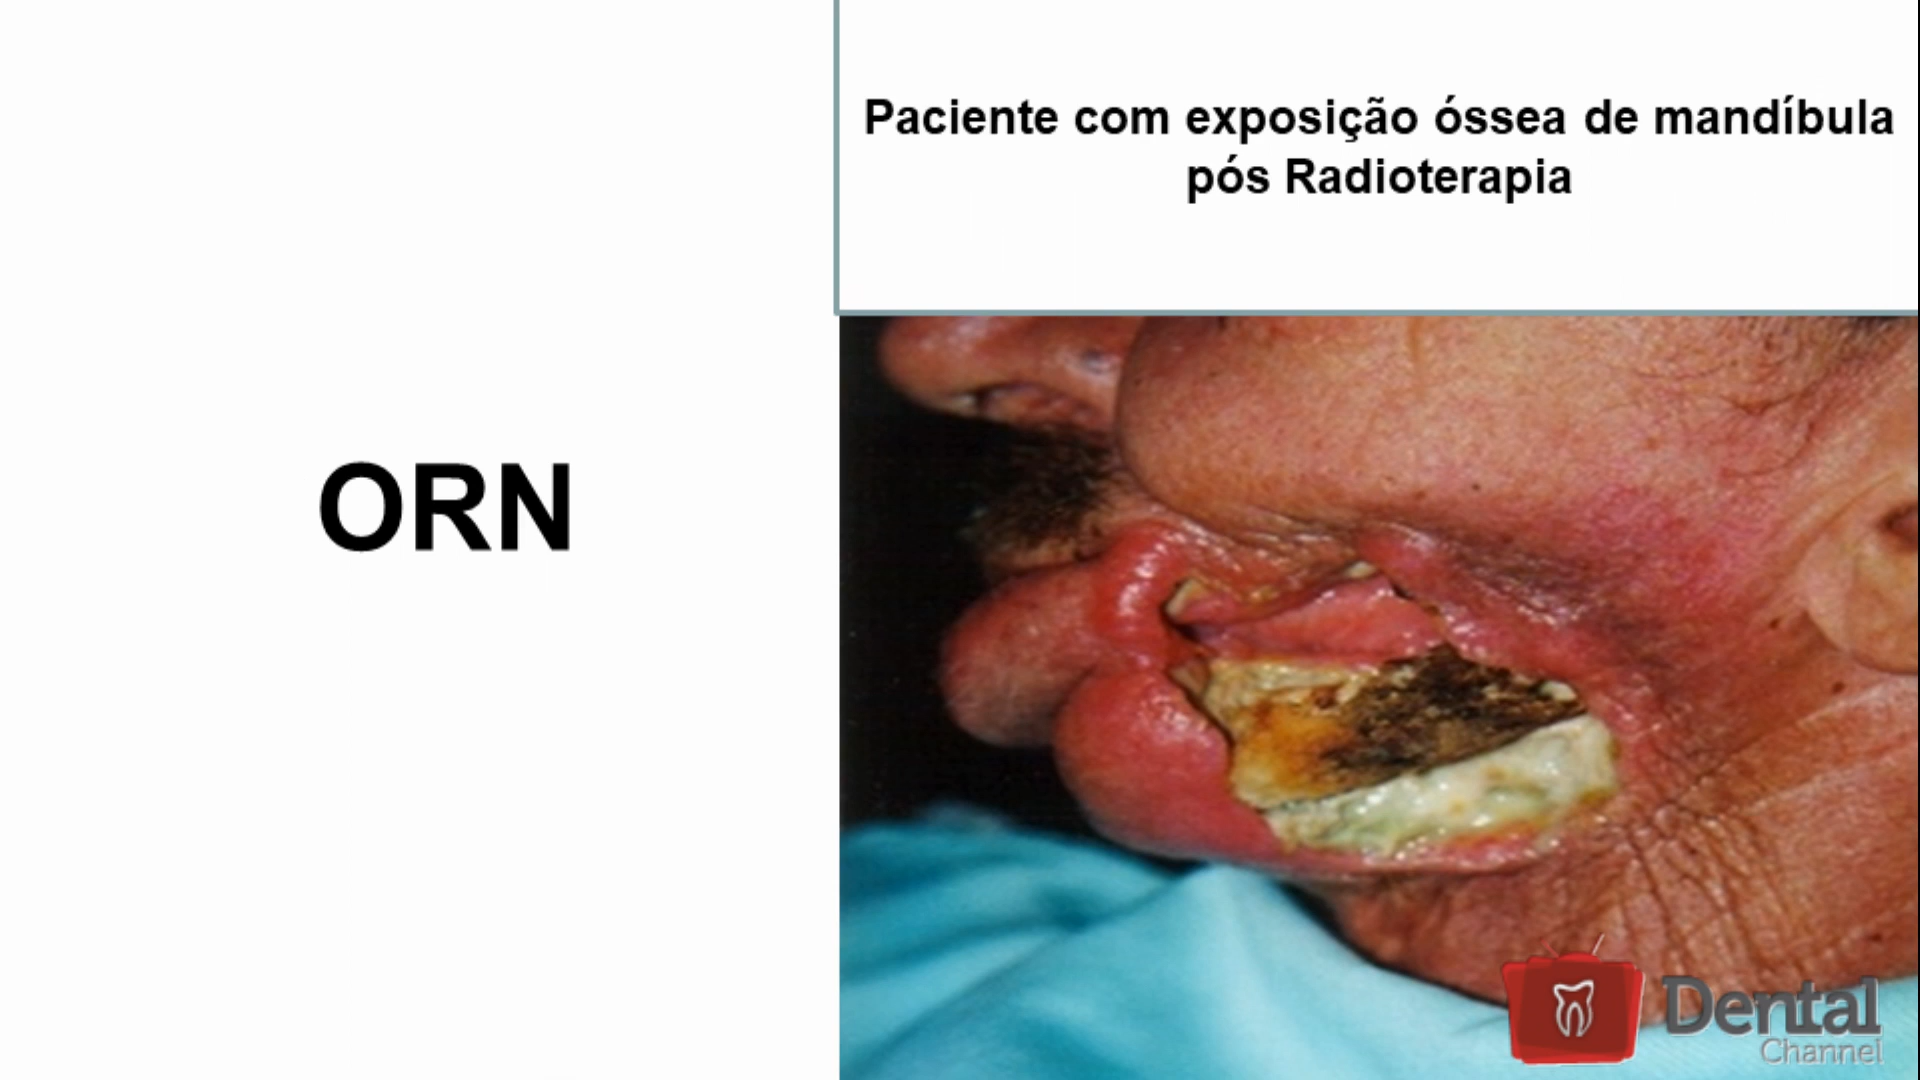 Paciente com exposição óssea de mandíbula
pós Radioterapia
ORN
Dental
Channel